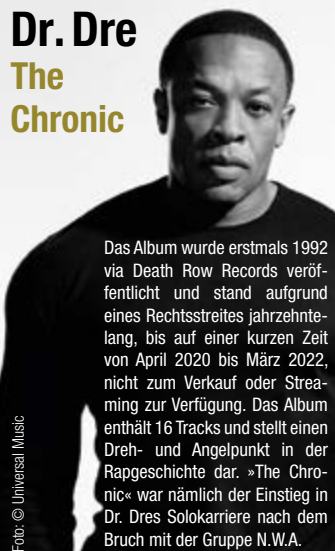 Dr. Dre
The
Chronic
Das Album wurde erstmals 1992
via Death Row Records veröf-
fentlicht und stand aufgrund
eines Rechtsstreites jahrzehnte-
lang, bis auf einer kurzen Zeit
von April 2020 bis März 2022,
nicht zum Verkauf oder Strea-
ming zur Verfügung. Das Album
enthält 16 Tracks und stellt einen
Dreh- und Angelpunkt in der
Rapgeschichte dar. »The Chro-
nic« war nämlich der Einstieg in
Dr. Dres Solokarriere nach dem
Bruch mit der Gruppe N.W.A.
Foto: © Universal Music